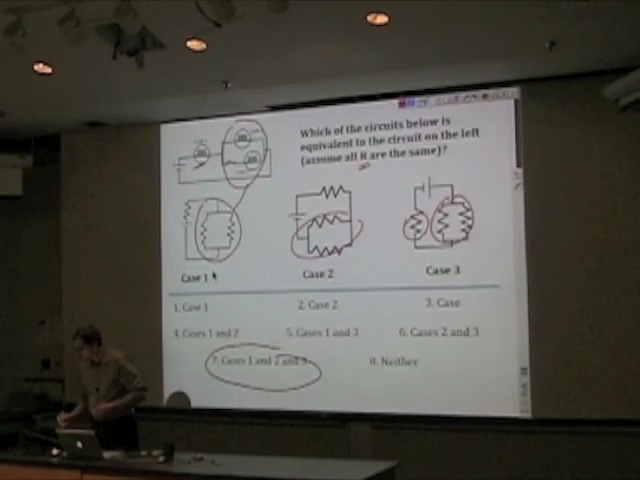 Which of the circuits below is
equivalent to the circuit on the left
(assume all R are the same)?
Case 1
Case 2
Case 3
1. Case 1
2. Case 2
3. Case
4. Cases 1 and 2
5. Cases 1 and 3
6. Cases 2 and 3
7. Cases 1 and 2 and 3
8. Neither